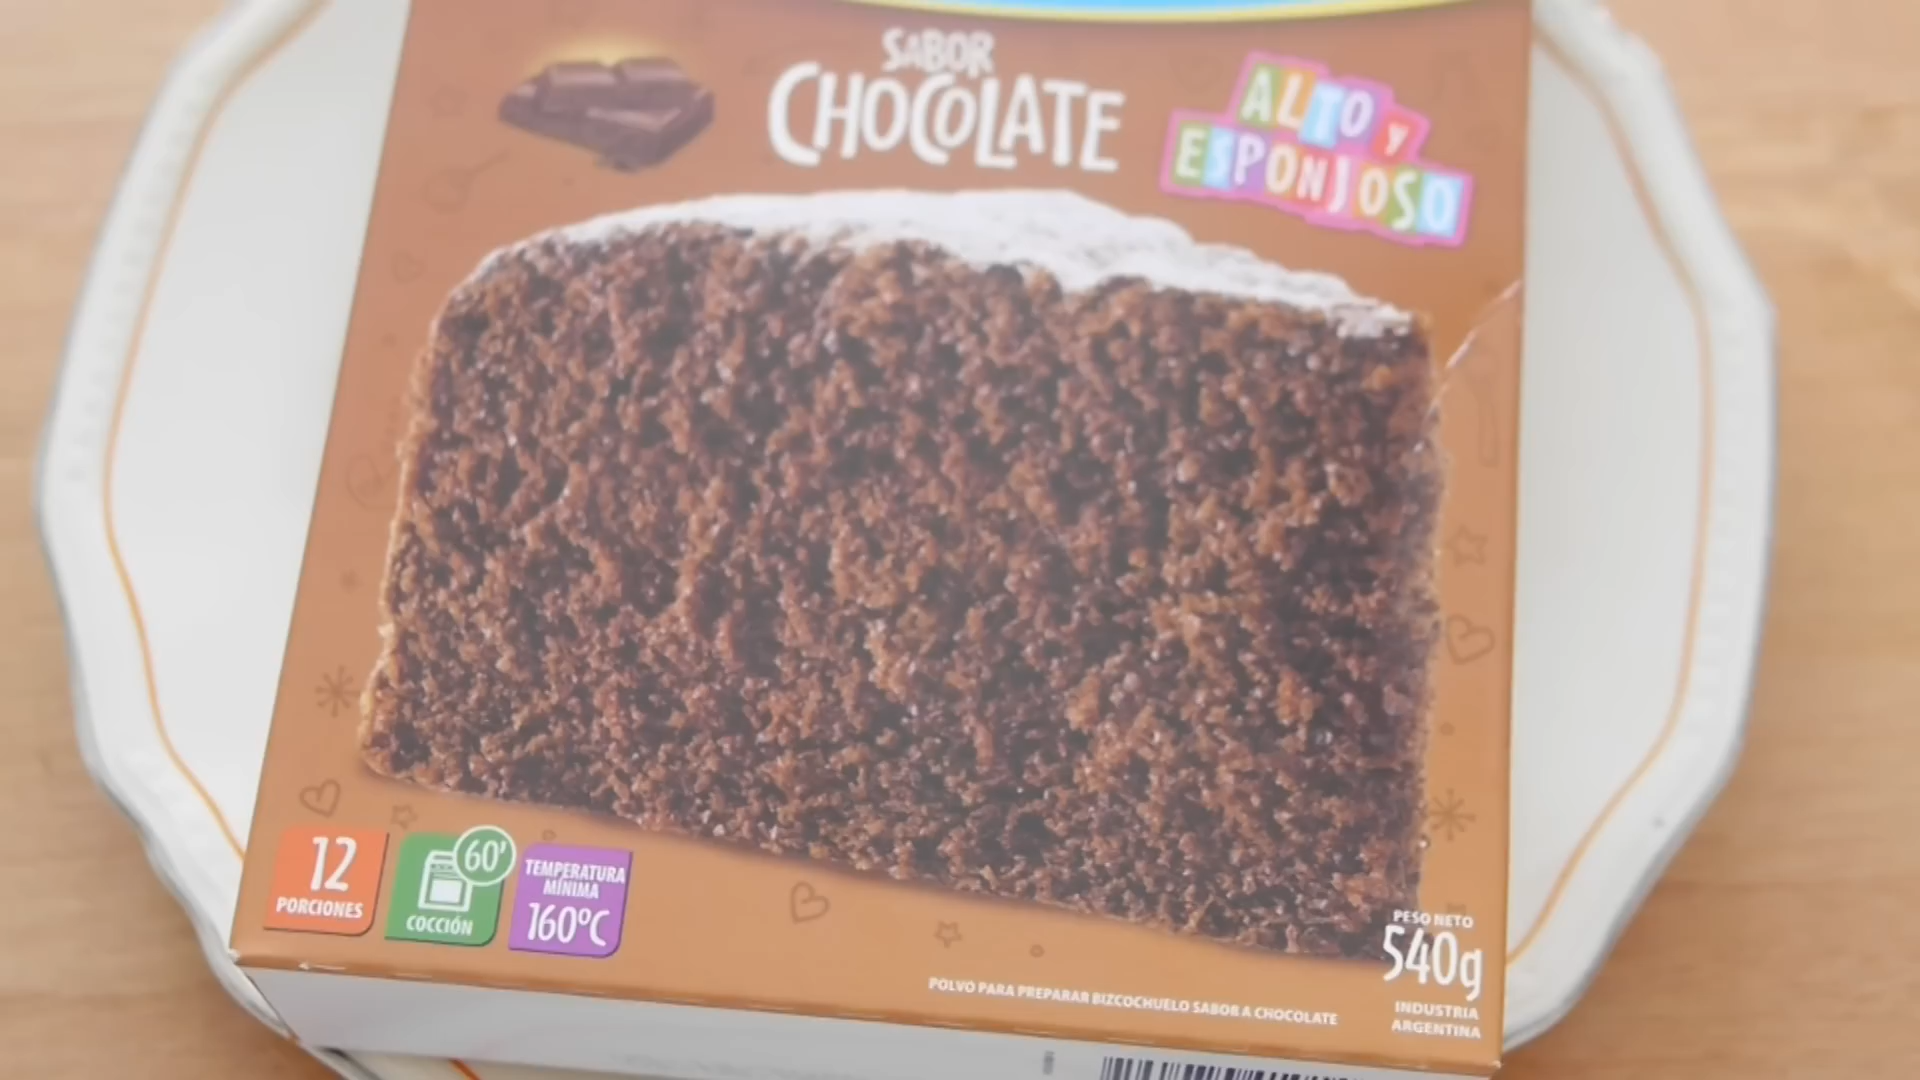 SABOR
CHOCOLATE
ALTO Y
ESPONJOSO
12
PORCIONES
60'
COCCIÓN
TEMPERATURA
MÍNIMA
160°C
PESO NETO
540g
POLVO PARA PREPARAR BIZCOCHUELO SABOR A CHOCOLATE
INDUSTRIA
ARGENTINA